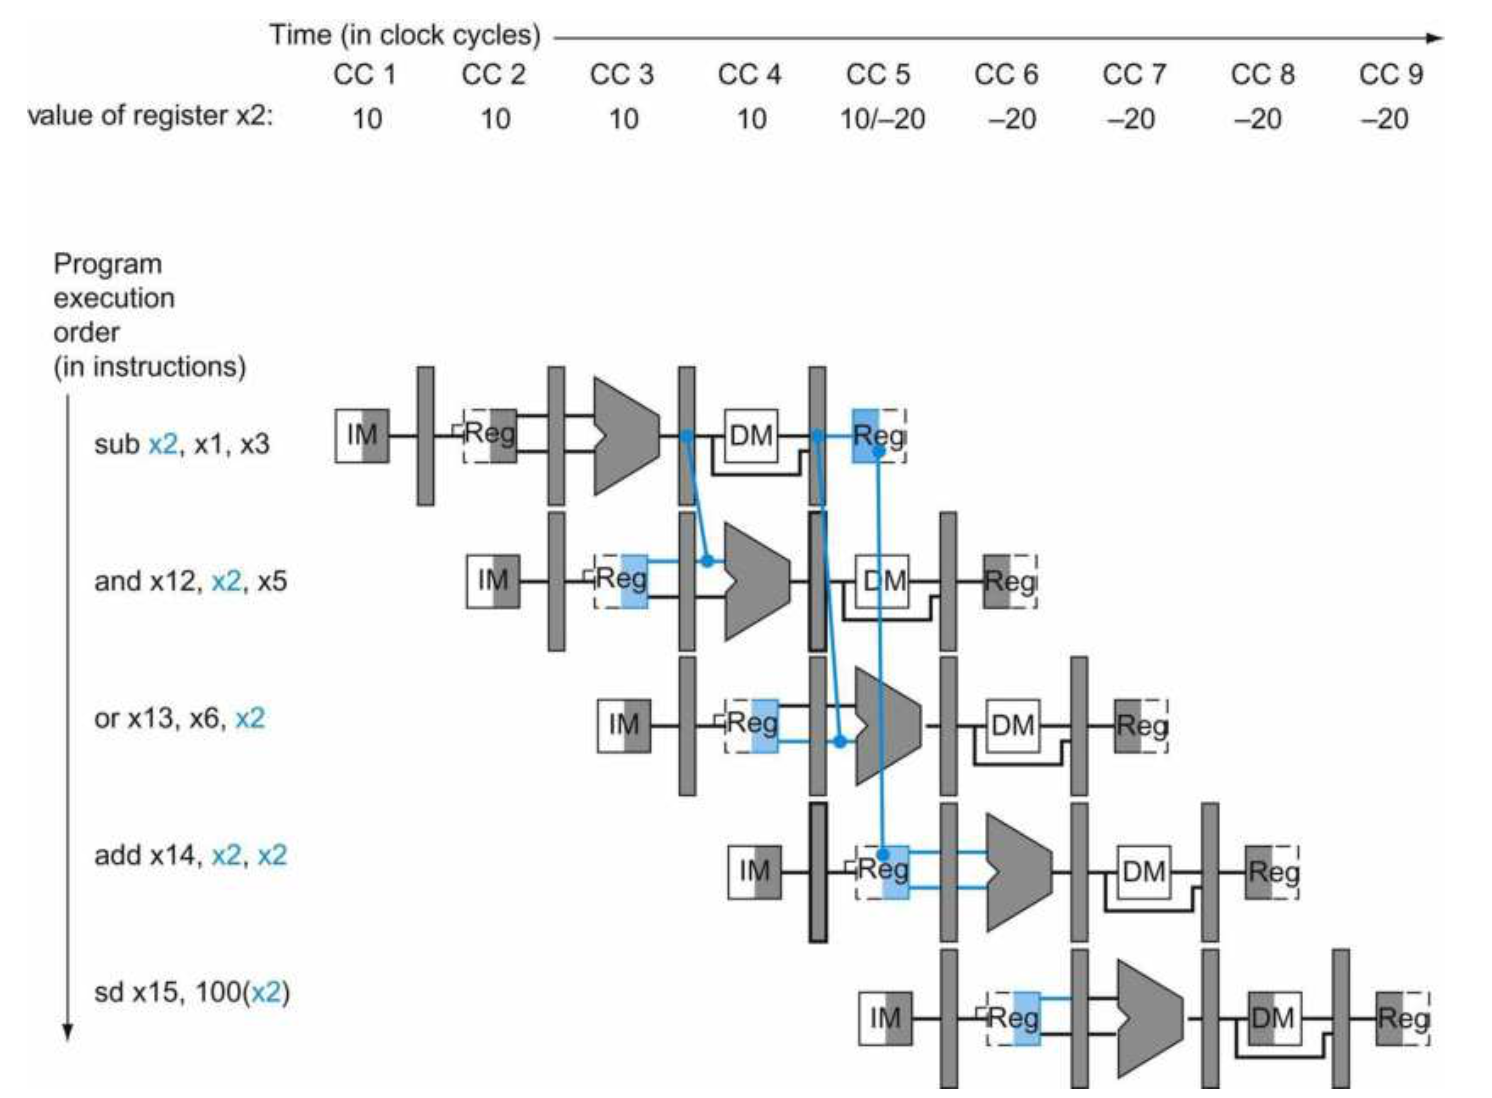 Time (in clock cycles)
CC 1 CC 2 CC 3 CC 4 CC 5 CC 6 CC 7 CC 8 CC 9
value of register x2: 10 10 10 10 10/–20 –20 –20 –20 –20
Program
execution
order
(in instructions)
sub x2, x1, x3
IM Reg DM Reg
and x12, x2, x5
IM Reg DM Reg
or x13, x6, x2
IM Reg DM Reg
add x14, x2, x2
IM Reg DM Reg
sd x15, 100(x2)
IM Reg DM Reg